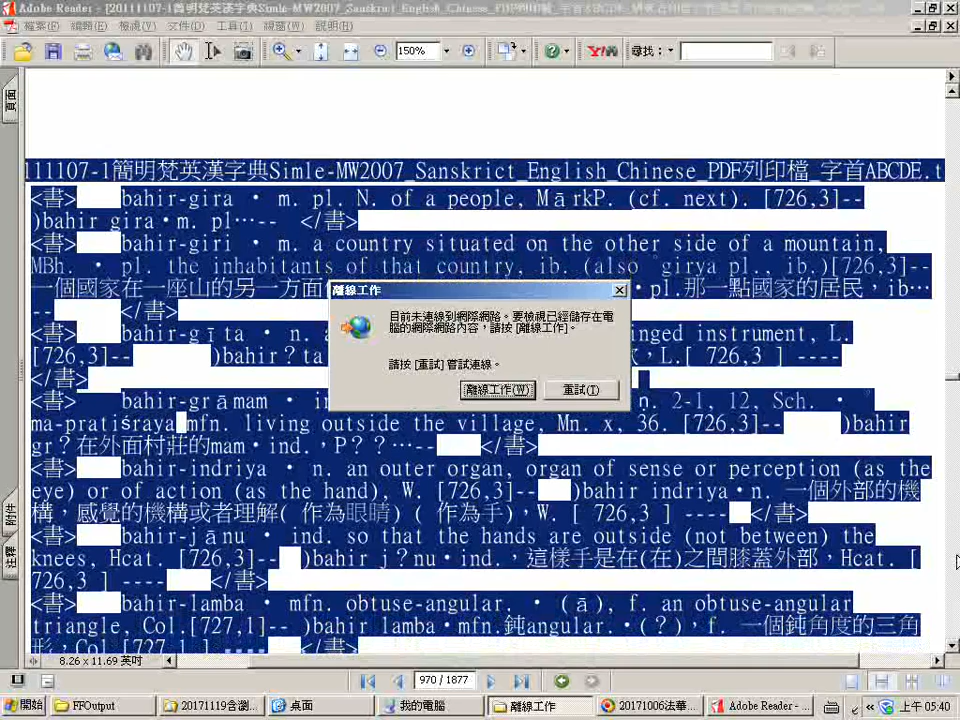 Adobe Reader - [20111107-1簡明梵英漢字典Simle-MW2007_Sanskrict_English_Chinese_PDF列印檔_字首ABCDE
檔案(F) 編輯(E) 檢視(V) 文件(D) 工具(T) 視窗(W) 說明(H)
150% Y! 尋找:
頁面
附件
注釋
111107-1簡明梵英漢字典Simle-MW2007_Sanskrict_English_Chinese_PDF列印檔_字首ABCDE.t
<書> bahir-gira • m. pl. N. of a people, MārkP. (cf. next). [726,3]--
)bahir gira•m. pl…-- </書>
<書> bahir-giri • m. a country situated on the other side of a mountain,
MBh. • pl. the inhabitants of that country, ib. (also °girya pl., ib.)[726,3]--
一個國家在一座山的另一方面 •pl.那一點國家的居民, ib…
-- </書>
<書> bahir-gīta • n. a inged instrument, L.
[726,3]-- )bahir？ta , L.[ 726,3 ] ----
</書>
<書> bahir-grāmam • in n. 2-1, 12, Sch. •
ma-pratiśraya mfn. living outside the village, Mn. x, 36. [726,3]-- )bahir
gr？在外面村莊的mam•ind., P？？…-- </書>
<書> bahir-indriya • n. an outer organ, organ of sense or perception (as the
eye) or of action (as the hand), W. [726,3]-- )bahir indriya•n. 一個外部的機
構, 感覺的機構或者理解( 作為眼睛) ( 作為手), W. [ 726,3 ] ---- </書>
<書> bahir-jānu • ind. so that the hands are outside (not between) the
knees, Hcat. [726,3]-- )bahir j？nu•ind., 這樣手是在(在)之間膝蓋外部, Hcat. [
726,3 ] ---- </書>
<書> bahir-lamba • mfn. obtuse-angular. • (ā), f. an obtuse-angular
triangle, Col.[727,1]-- )bahir lamba•mfn.鈍angular.•(？), f. 一個鈍角度的三角
形, Col.[727,1 ] ---- </書>
離線工作
目前未連線到網際網路。要檢視已經儲存在電
腦的網際網路內容，請按 [離線工作]。
請按 [重試] 嘗試連線。
離線工作(W) 重試(T)
8.26 x 11.69 英吋
970 / 1877
開始 FFOutput 20171119含瀏... 桌面 我的電腦 離線工作 20171006法華... Adobe Reader - ... 上午 05:40